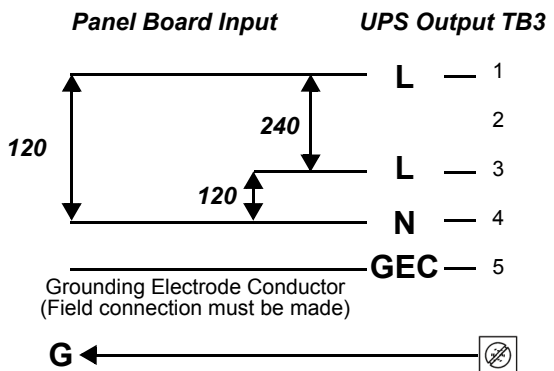 Panel Board Input UPS Output TB3
L 1
240 2
120
L 3
120
N 4
GEC 5
Grounding Electrode Conductor
(Field connection must be made)
G